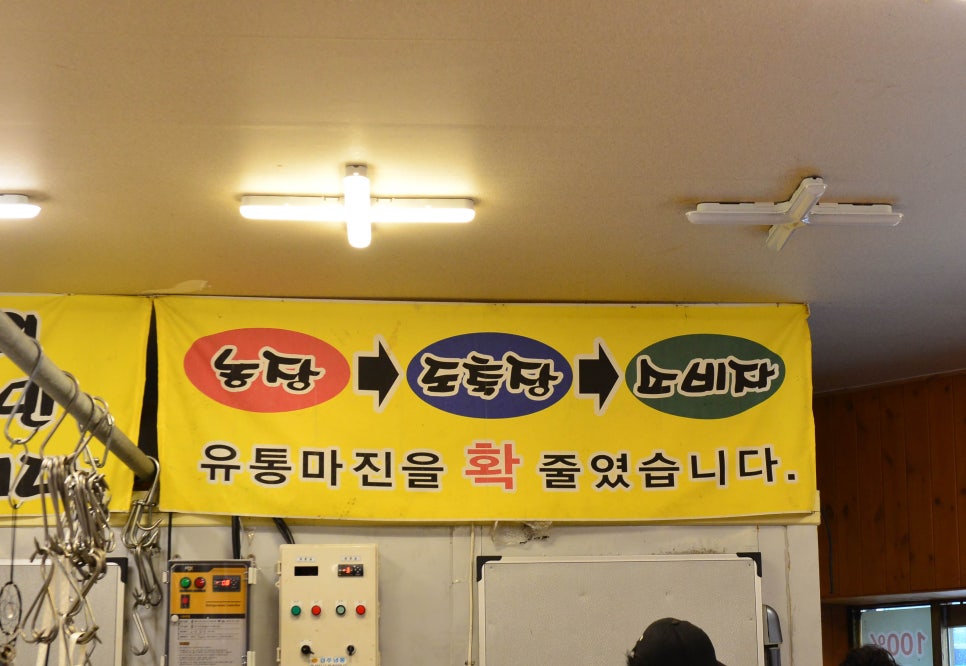 농장 → 도축장 → 소비자
유통마진을 확 줄였습니다.
100%